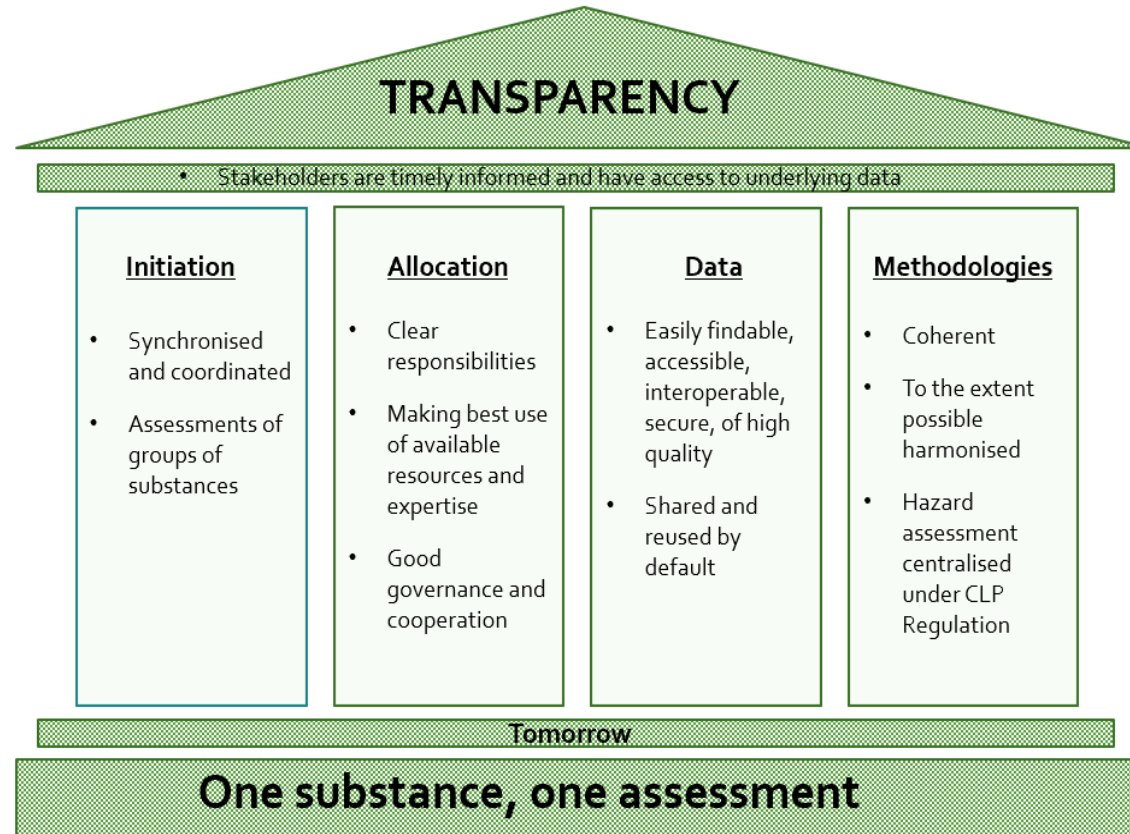 TRANSPARENCY
• Stakeholders are timely informed and have access to underlying data
Initiation
• Synchronised
and coordinated
• Assessments of
groups of
substances
Allocation
• Clear
responsibilities
• Making best use
of available
resources and
expertise
• Good
governance and
cooperation
Data
• Easily findable,
accessible,
interoperable,
secure, of high
quality
• Shared and
reused by
default
Methodologies
• Coherent
• To the extent
possible
harmonised
• Hazard
assessment
centralised
under CLP
Regulation
Tomorrow
One substance, one assessment